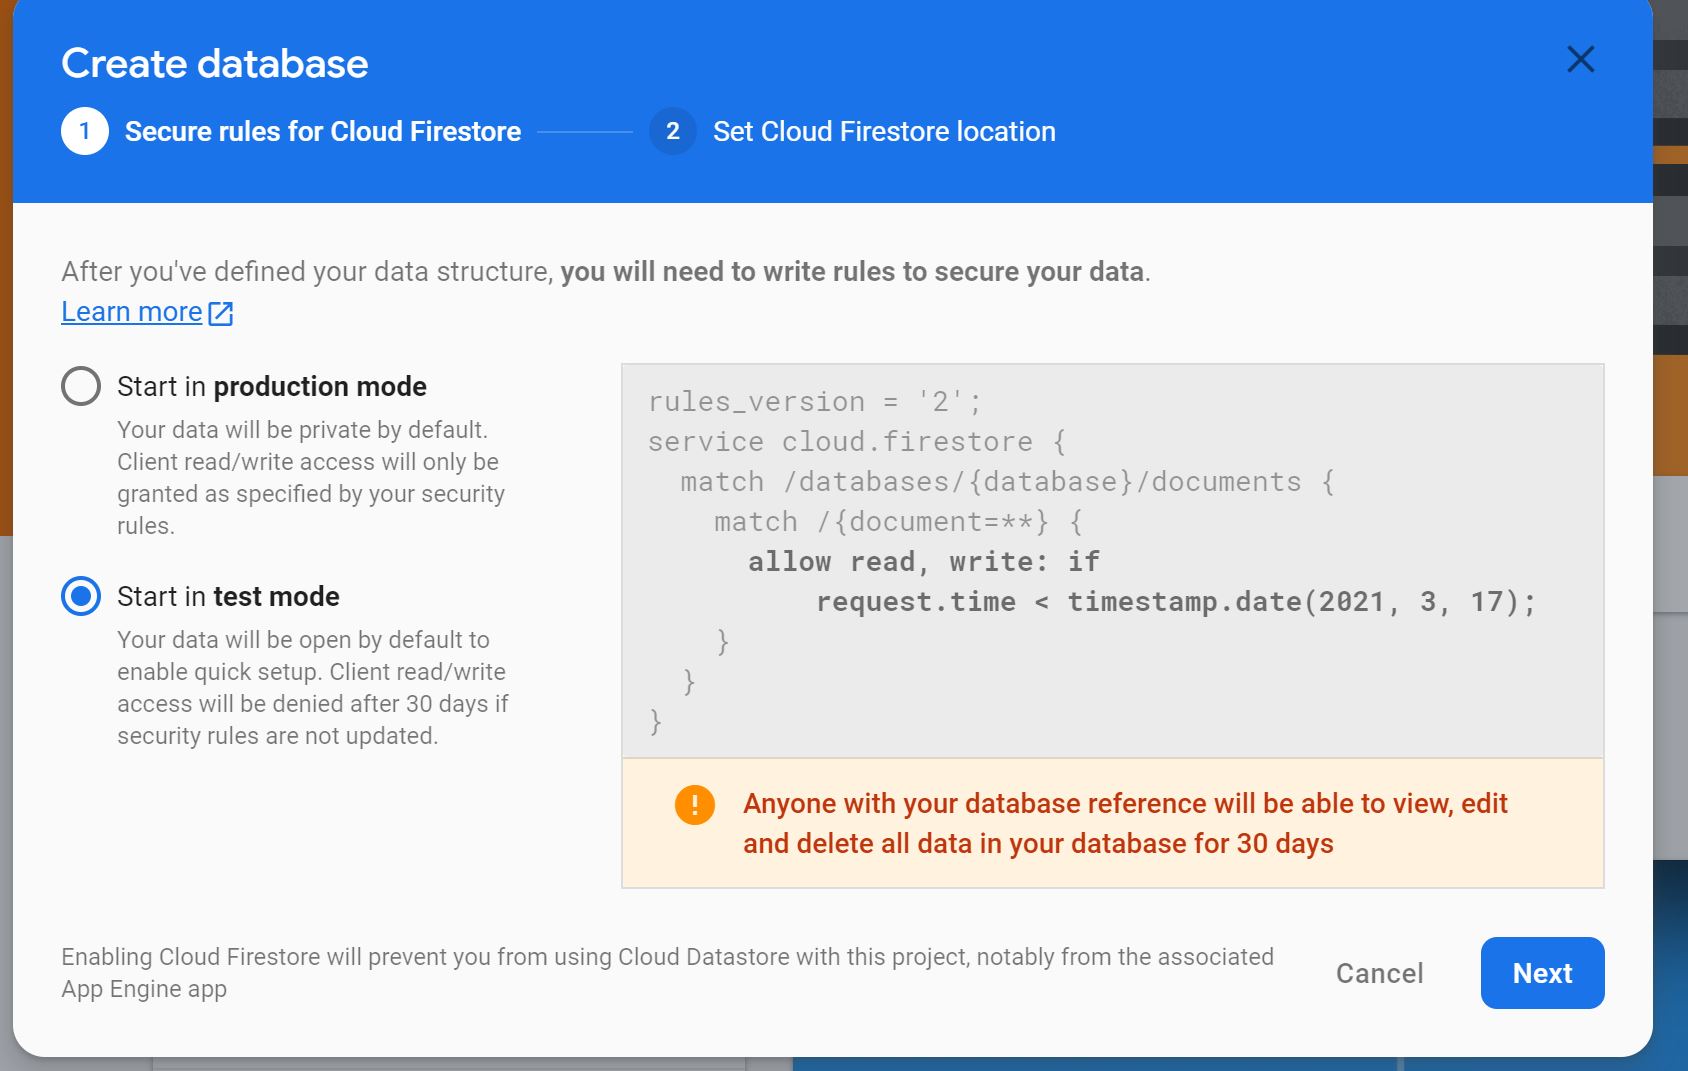 Create database
1 Secure rules for Cloud Firestore 2 Set Cloud Firestore location
After you've defined your data structure, you will need to write rules to secure your data.
Learn more
Start in production mode
Your data will be private by default.
Client read/write access will only be
granted as specified by your security
rules.
Start in test mode
Your data will be open by default to
enable quick setup. Client read/write
access will be denied after 30 days if
security rules are not updated.
rules_version = '2';
service cloud.firestore {
  match /databases/{database}/documents {
    match /{document=**} {
      allow read, write: if
          request.time < timestamp.date(2021, 3, 17);
    }
  }
}
! Anyone with your database reference will be able to view, edit
and delete all data in your database for 30 days
Enabling Cloud Firestore will prevent you from using Cloud Datastore with this project, notably from the associated
App Engine app
Cancel Next